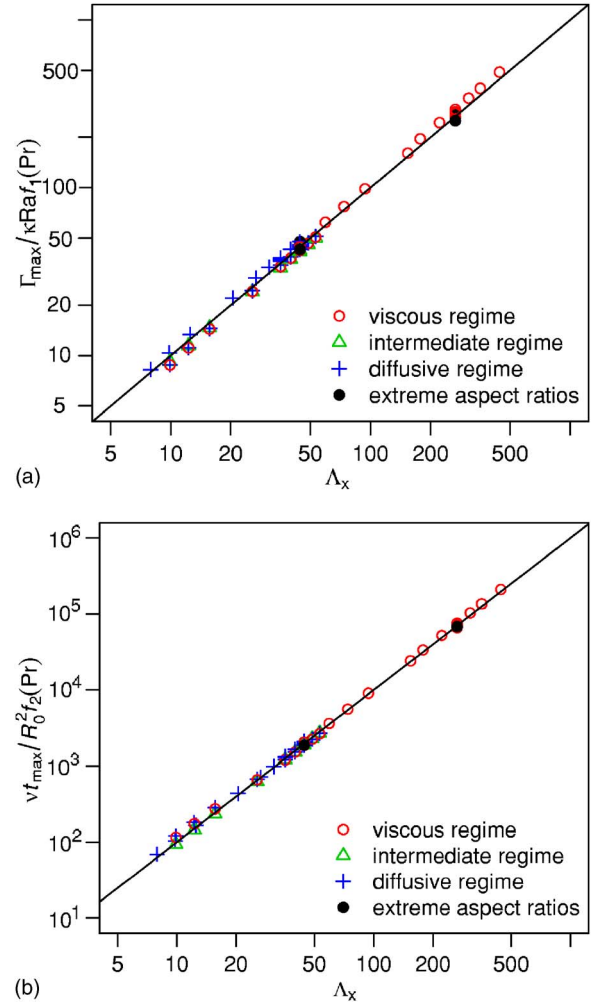 500
100
50
20
10
5
Γmax/κRaf1(Pr)
viscous regime
intermediate regime
diffusive regime
extreme aspect ratios
5 10 20 50 100 200 500
(a)
Λx
10^6
10^5
10^4
10^3
10^2
10^1
νtmax/R0^2f2(Pr)
viscous regime
intermediate regime
diffusive regime
extreme aspect ratios
5 10 20 50 100 200 500
(b)
Λx